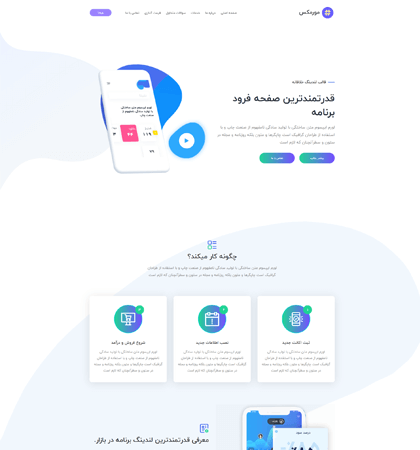 مورنکس
صفحه اصلی
درباره ما
خدمات
سوالات متداول
قیمت گذاری
تماس با ما
قالب لندینگ خلاقانه
قدرتمندترین صفحه فرود
برنامه
لورم ایپسوم متن ساختگی با تولید سادگی نامفهوم از صنعت چاپ و با
استفاده از طراحان گرافیک است چاپگرها و متون بلکه روزنامه و مجله در
ستون و سطرآنچنان که لازم است
تماس با ما
چگونه کار میکند؟
لورم ایپسوم متن ساختگی با تولید سادگی نامفهوم از صنعت چاپ و با استفاده از طراحان
گرافیک است چاپگرها و متون بلکه روزنامه و مجله در ستون و سطرآنچنان که لازم است
ثبت اکانت جدید
لورم ایپسوم متن ساختگی با تولید سادگی
نامفهوم از صنعت چاپ و با استفاده از طراحان
گرافیک است چاپگرها و متون بلکه روزنامه و مجله
در ستون و سطرآنچنان که لازم است
نصب اطلاعات جدید
لورم ایپسوم متن ساختگی با تولید سادگی
نامفهوم از صنعت چاپ و با استفاده از طراحان
گرافیک است چاپگرها و متون بلکه روزنامه و مجله
در ستون و سطرآنچنان که لازم است
شروع فروش و درآمد
لورم ایپسوم متن ساختگی با تولید سادگی
نامفهوم از صنعت چاپ و با استفاده از طراحان
گرافیک است چاپگرها و متون بلکه روزنامه و مجله
در ستون و سطرآنچنان که لازم است
معرفی قدرتمندترین لندینگ برنامه در بازار.